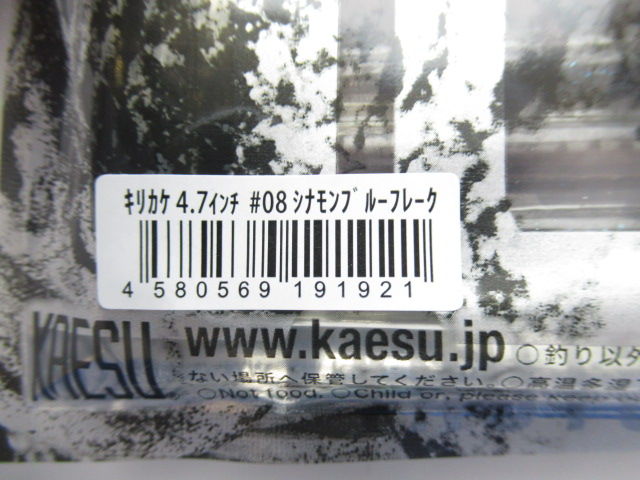 キリカケ 4.7インチ #08 シナモンブルーフレーク
4 580569 191921
KAESU www.kaesu.jp ○釣り以外
ない場所へ保管してください。○高温多湿
○Not food. ○Child or, please keep